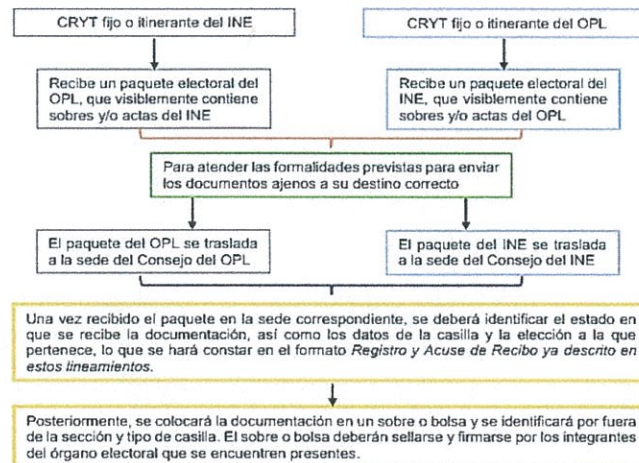 CRYT fijo o itinerante del INE
CRYT fijo o itinerante del OPL
Recibe un paquete electoral del
OPL, que visiblemente contiene
sobres y/o actas del INE
Recibe un paquete electoral del
INE, que visiblemente contiene
sobres y/o actas del OPL
Para atender las formalidades previstas para enviar
los documentos ajenos a su destino correcto
El paquete del OPL se traslada
a la sede del Consejo del OPL
El paquete del INE se traslada
a la sede del Consejo del INE
Una vez recibido el paquete en la sede correspondiente, se deberá identificar el estado en
que se recibe la documentación, así como los datos de la casilla y la elección a la que
pertenece, lo que se hará constar en el formato Registro y Acuse de Recibo ya descrito en
estos lineamientos.
Posteriormente, se colocará la documentación en un sobre o bolsa y se identificará por fuera
de la sección y tipo de casilla. El sobre o bolsa deberán sellarse y firmarse por los integrantes
del órgano electoral que se encuentren presentes.